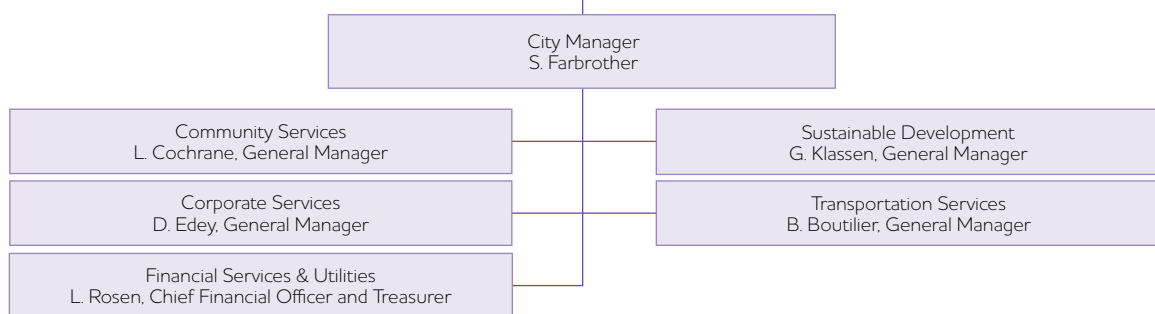 City Manager
S. Farbrother
Community Services
L. Cochrane, General Manager
Sustainable Development
G. Klassen, General Manager
Corporate Services
D. Edey, General Manager
Transportation Services
B. Boutilier, General Manager
Financial Services & Utilities
L. Rosen, Chief Financial Officer and Treasurer